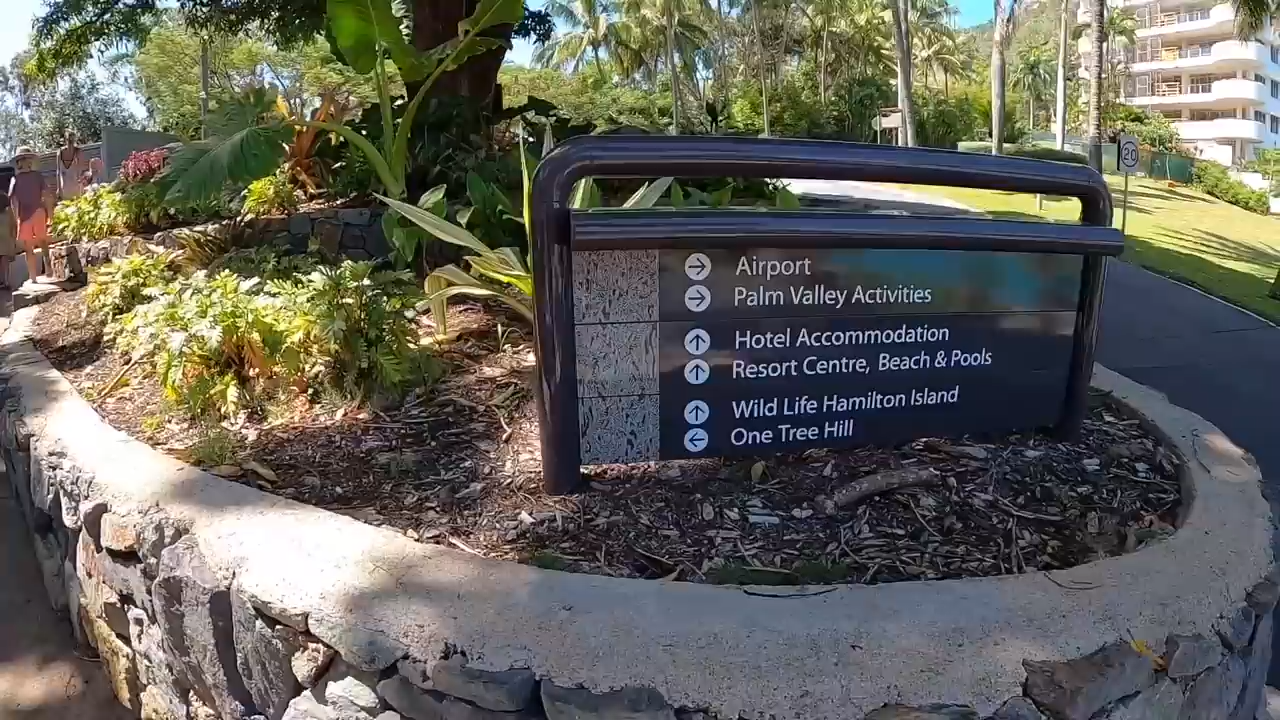 20
Airport
Palm Valley Activities
Hotel Accommodation
Resort Centre, Beach & Pools
Wild Life Hamilton Island
One Tree Hill